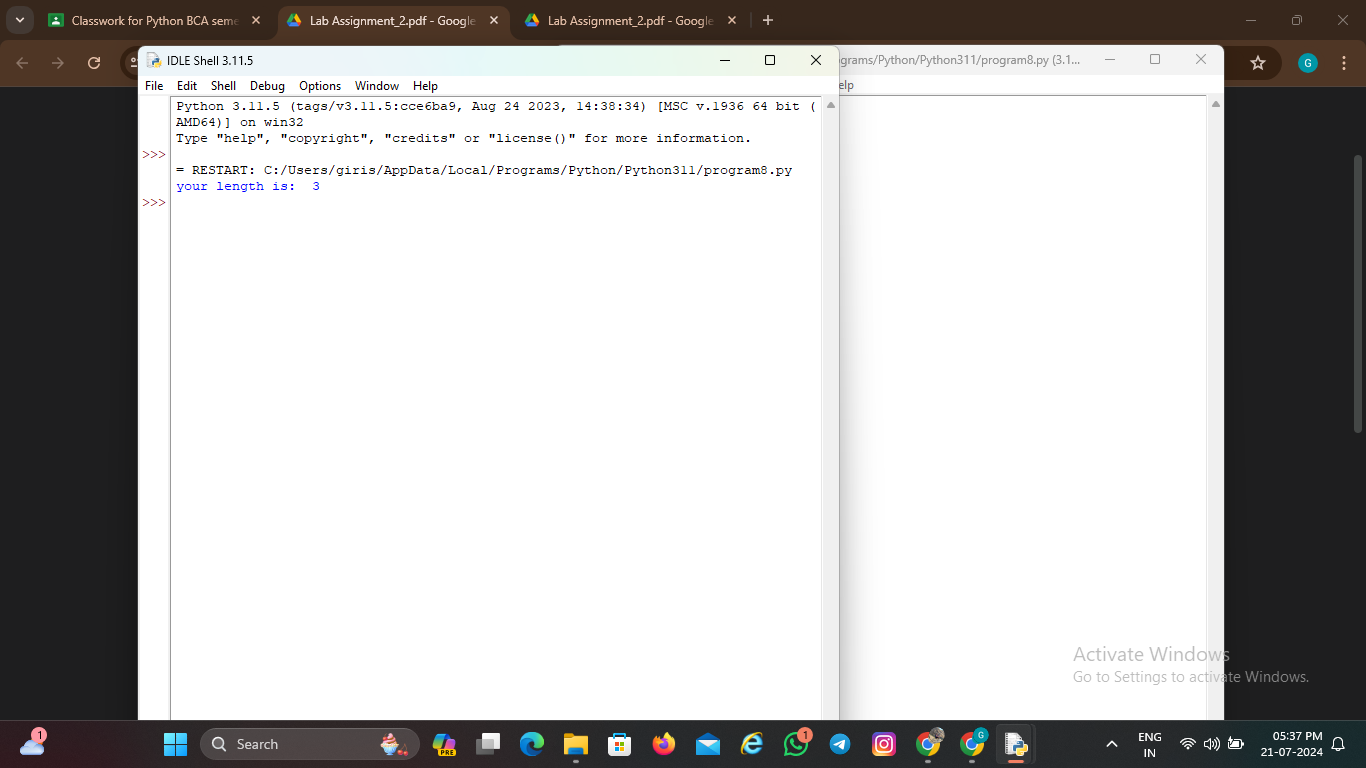 Classwork for Python BCA seme
Lab Assignment_2.pdf - Google
Lab Assignment_2.pdf - Google
IDLE Shell 3.11.5
grams/Python/Python311/program8.py (3.1...
G
File Edit Shell Debug Options Window Help
elp
Python 3.11.5 (tags/v3.11.5:cce6ba9, Aug 24 2023, 14:38:34) [MSC v.1936 64 bit (
AMD64)] on win32
Type "help", "copyright", "credits" or "license()" for more information.
>>>
= RESTART: C:/Users/giris/AppData/Local/Programs/Python/Python311/program8.py
your length is:  3
>>>
Activate Windows
Go to Settings to activate Windows.
1
Search
PRE
1
G
ENG
IN
05:37 PM
21-07-2024